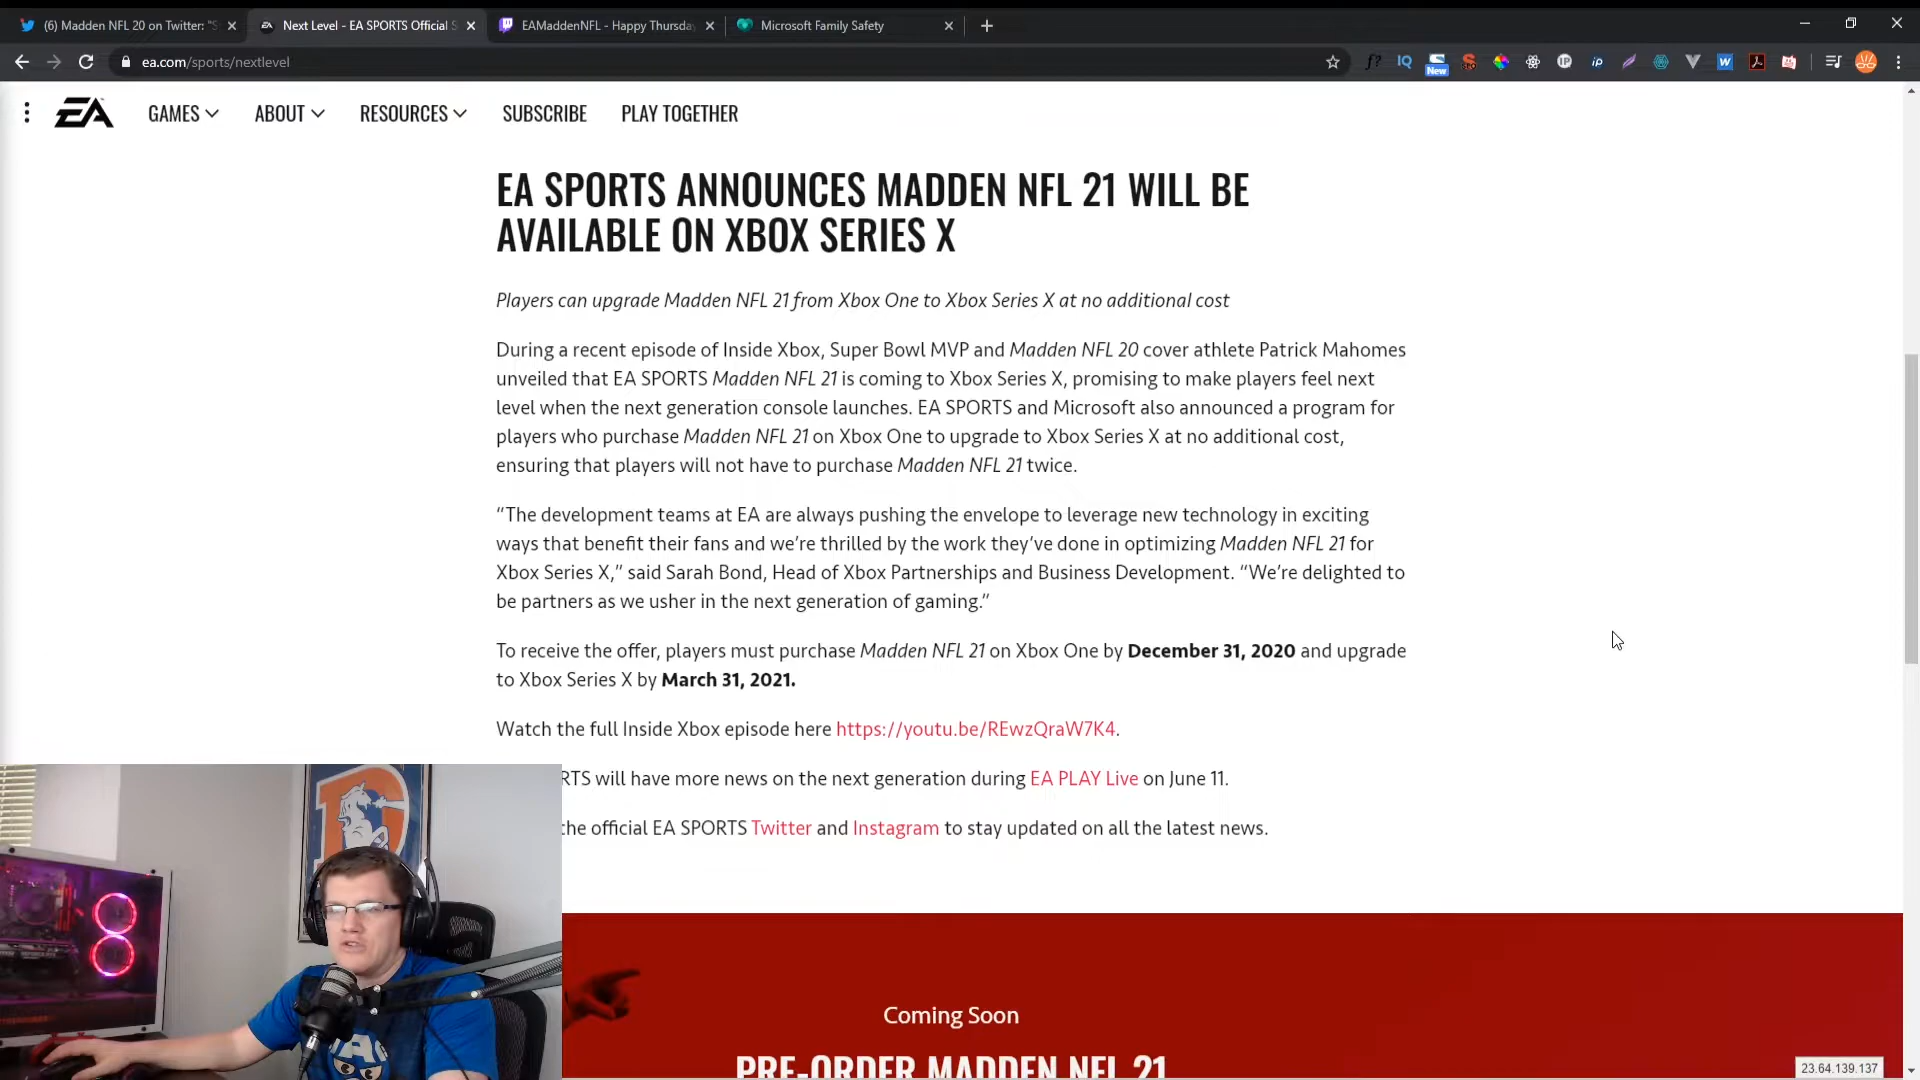 (6) Madden NFL 20 on Twitter: "S
Next Level - EA SPORTS Official S
EAMaddenNFL - Happy Thursda
Microsoft Family Safety
ea.com/sports/nextlevel
IQ
New
EA
GAMES
ABOUT
RESOURCES
SUBSCRIBE
PLAY TOGETHER
EA SPORTS ANNOUNCES MADDEN NFL 21 WILL BE
AVAILABLE ON XBOX SERIES X
Players can upgrade Madden NFL 21 from Xbox One to Xbox Series X at no additional cost
During a recent episode of Inside Xbox, Super Bowl MVP and Madden NFL 20 cover athlete Patrick Mahomes
unveiled that EA SPORTS Madden NFL 21 is coming to Xbox Series X, promising to make players feel next
level when the next generation console launches. EA SPORTS and Microsoft also announced a program for
players who purchase Madden NFL 21 on Xbox One to upgrade to Xbox Series X at no additional cost,
ensuring that players will not have to purchase Madden NFL 21 twice.
“The development teams at EA are always pushing the envelope to leverage new technology in exciting
ways that benefit their fans and we’re thrilled by the work they’ve done in optimizing Madden NFL 21 for
Xbox Series X,” said Sarah Bond, Head of Xbox Partnerships and Business Development. “We’re delighted to
be partners as we usher in the next generation of gaming.”
To receive the offer, players must purchase Madden NFL 21 on Xbox One by December 31, 2020 and upgrade
to Xbox Series X by March 31, 2021.
Watch the full Inside Xbox episode here https://youtu.be/REwzQraW7K4.
RTS will have more news on the next generation during EA PLAY Live on June 11.
the official EA SPORTS Twitter and Instagram to stay updated on all the latest news.
Coming Soon
PRE-ORDER MADDEN NFL 21
23.64.139.137